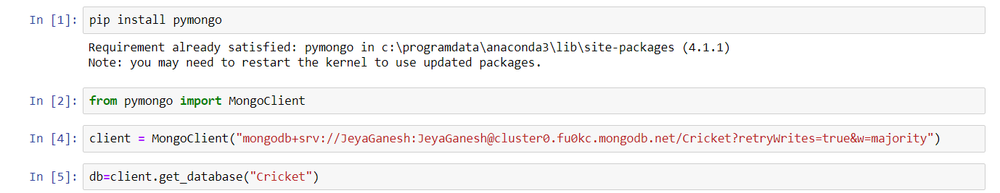 In [1]: pip install pymongo
Requirement already satisfied: pymongo in c:\programdata\anaconda3\lib\site-packages (4.1.1)
Note: you may need to restart the kernel to use updated packages.
In [2]: from pymongo import MongoClient
In [4]: client = MongoClient("mongodb+srv://JeyaGanesh:JeyaGanesh@cluster0.fu0kc.mongodb.net/Cricket?retryWrites=true&w=majority")
In [5]: db=client.get_database("Cricket")